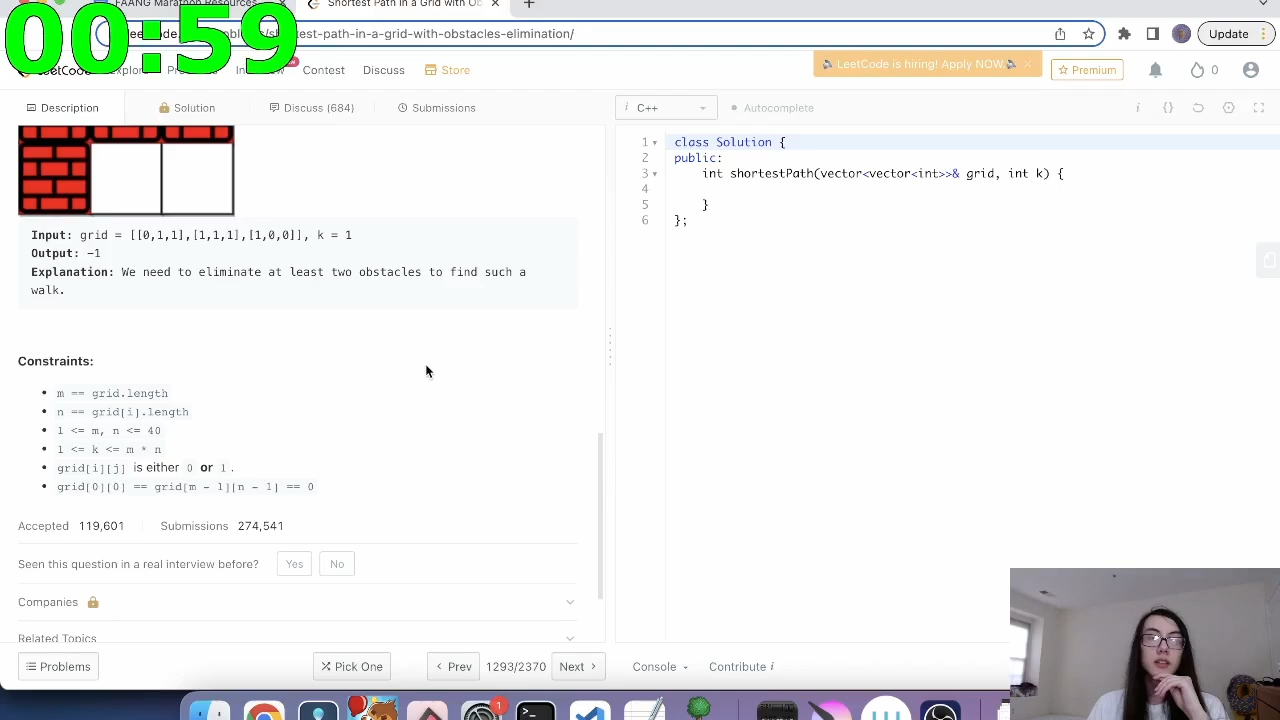 FAANG Marathon Resources
Shortest Path in a Grid with Ob
00:59
shortest-path-in-a-grid-with-obstacles-elimination/
Update
Contest
Discuss
Store
LeetCode is hiring! Apply NOW.
Premium
0
Description
Solution
Discuss (684)
Submissions
i C++
Autocomplete
Input: grid = [[0,1,1],[1,1,1],[1,0,0]], k = 1
Output: -1
Explanation: We need to eliminate at least two obstacles to find such a
walk.
Constraints:
m == grid.length
n == grid[i].length
1 <= m, n <= 40
1 <= k <= m * n
grid[i][j] is either 0 or 1.
grid[0][0] == grid[m - 1][n - 1] == 0
Accepted 119,601
Submissions 274,541
Seen this question in a real interview before?
Yes
No
Companies
Related Topics
Problems
Pick One
Prev
1293/2370
Next
1 class Solution {
2 public:
3 int shortestPath(vector<vector<int>>& grid, int k) {
4
5 }
6 };
Console
Contribute i
1